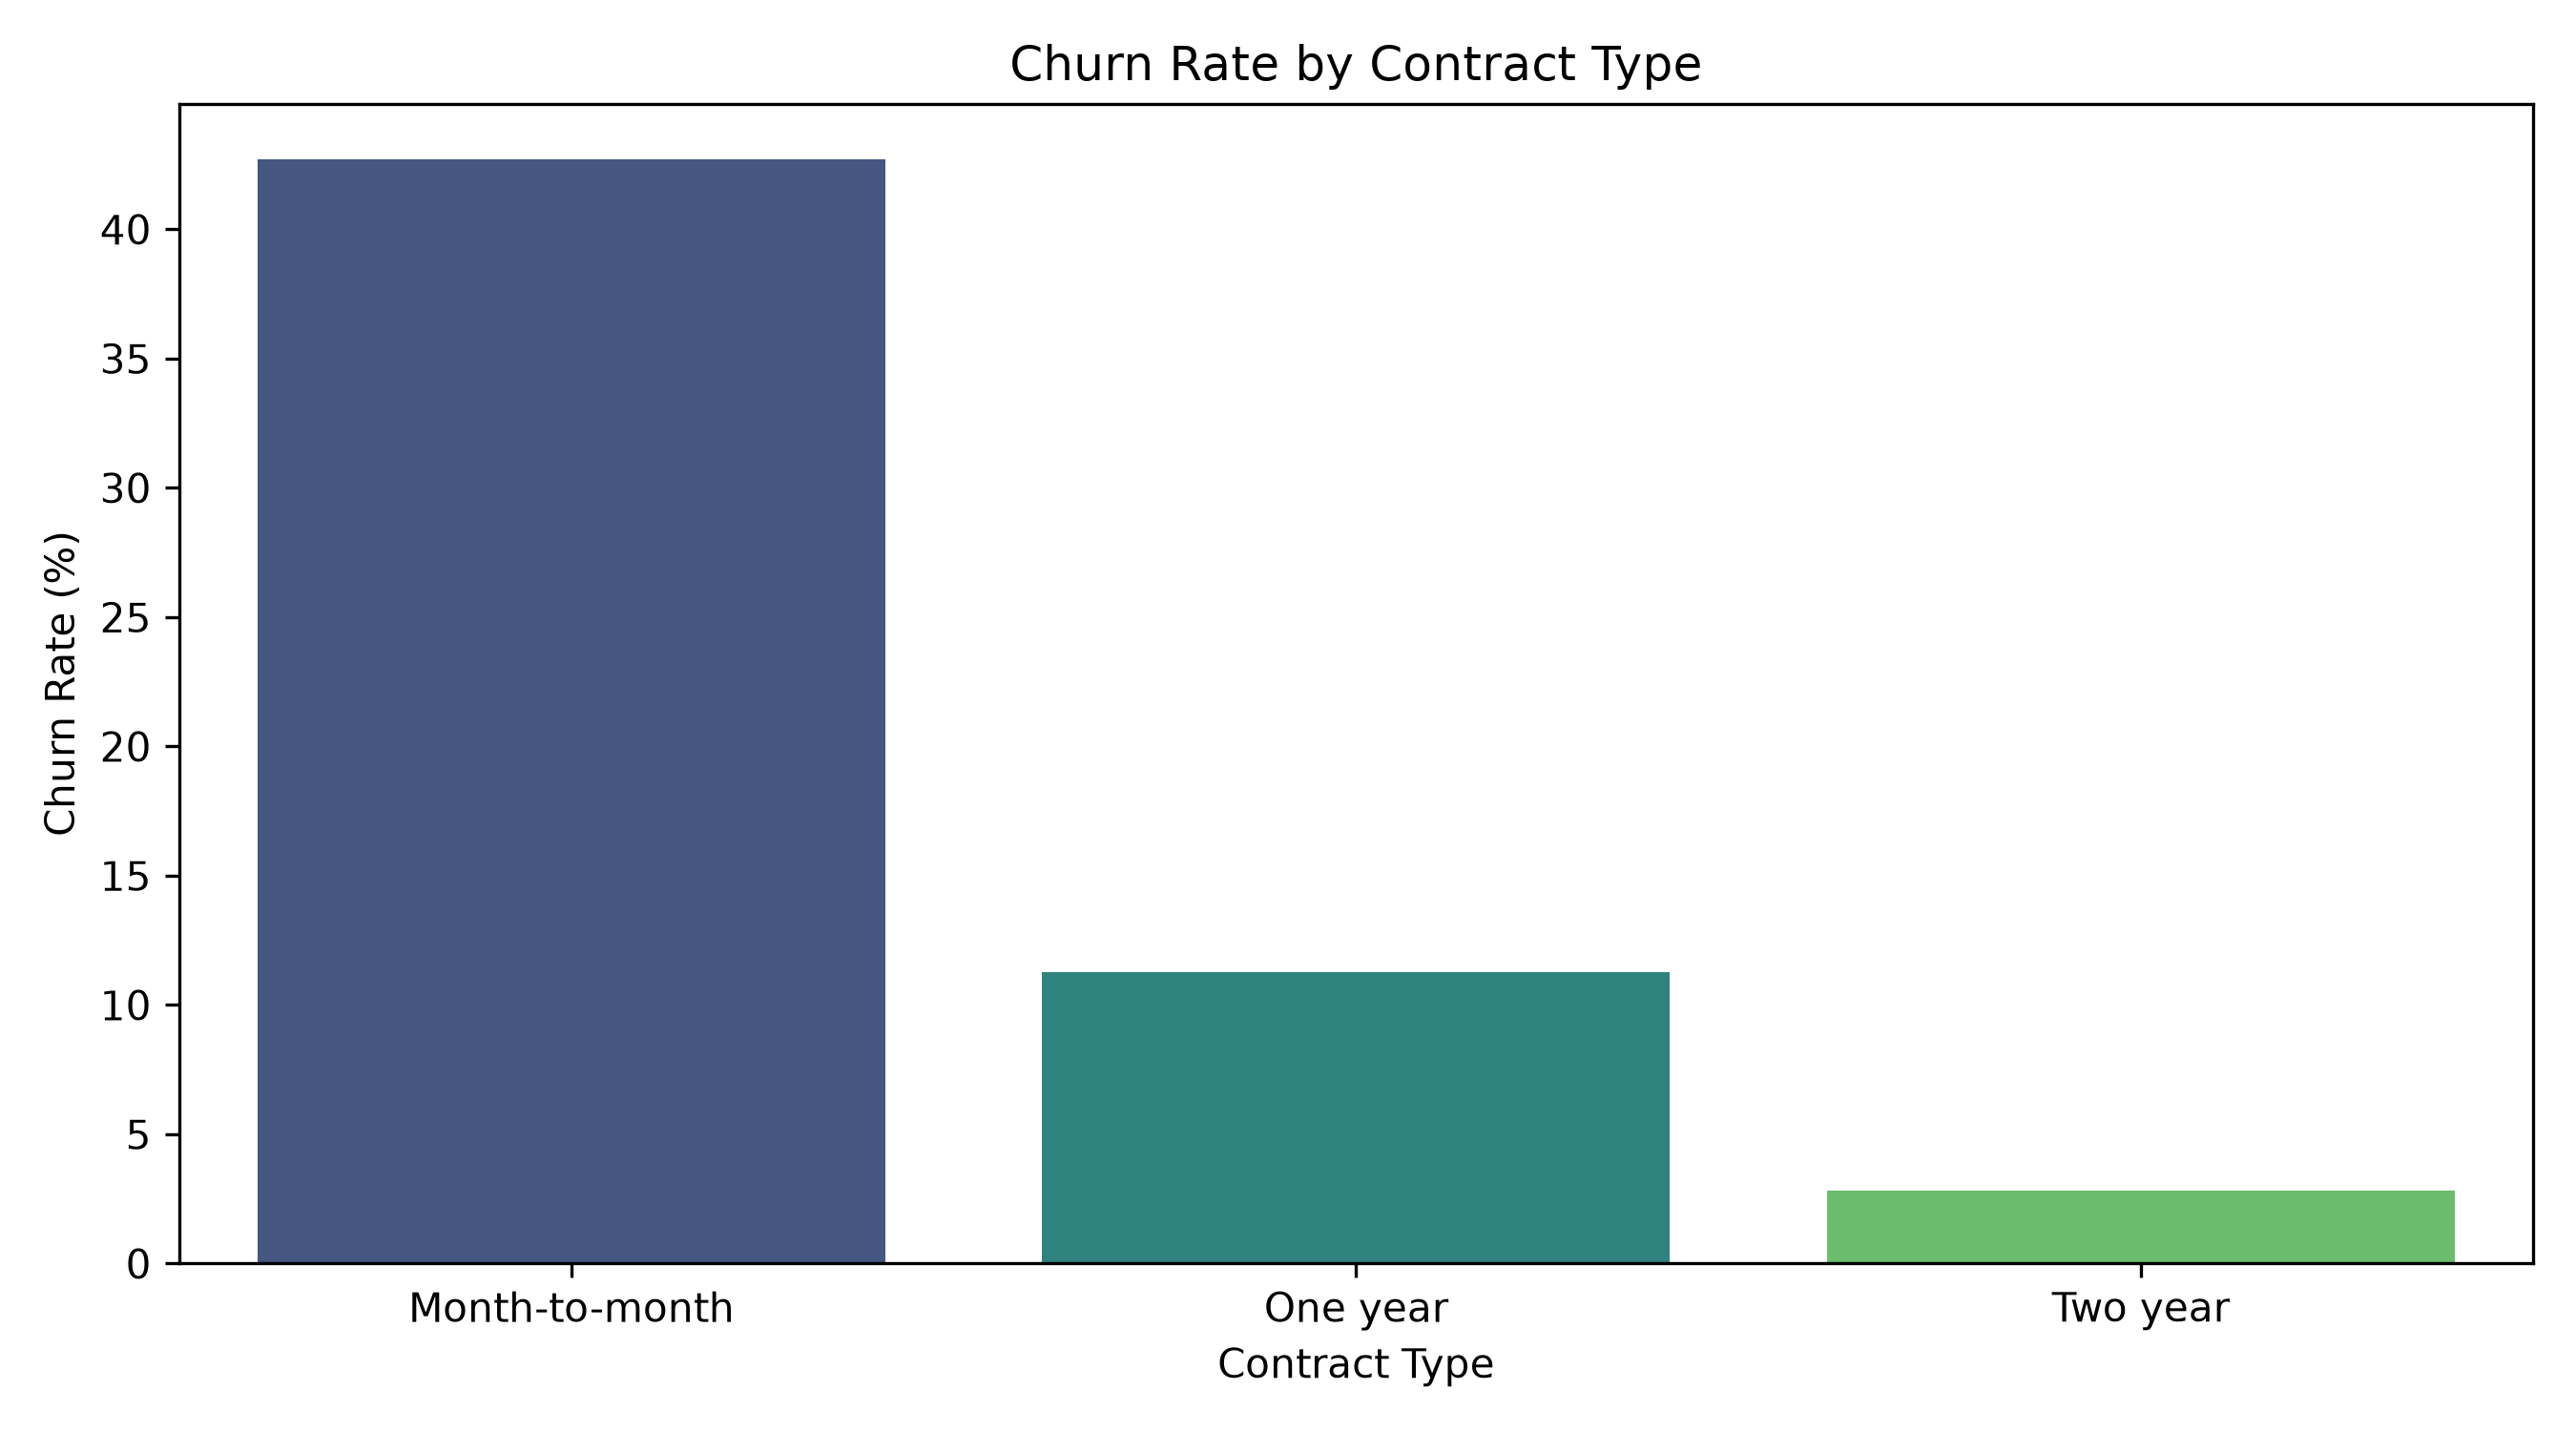 Churn Rate by Contract Type
Churn Rate (%)
40
35
30
25
20
15
10
5
0
Month-to-month
One year
Two year
Contract Type